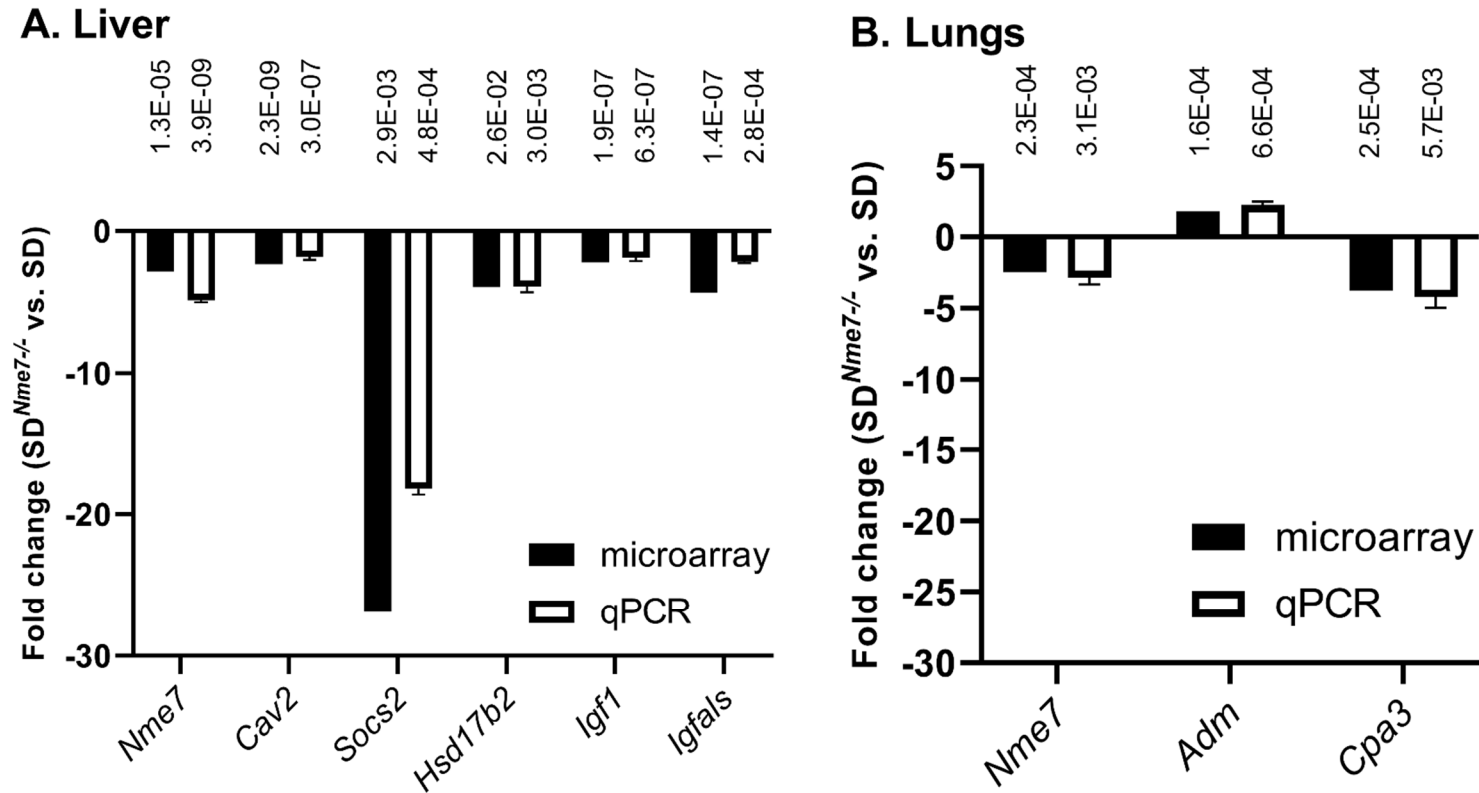 A. Liver
1.3E-05
3.9E-09
2.3E-09
3.0E-07
2.9E-03
4.8E-04
2.6E-02
3.0E-03
1.9E-07
6.3E-07
1.4E-07
2.8E-04
Fold change (SD^Nme7-/- vs. SD)
0
-10
-20
-30
microarray
qPCR
Nme7
Cav2
Socs2
Hsd17b2
Igf1
Igfals
B. Lungs
2.3E-04
3.1E-03
1.6E-04
6.6E-04
2.5E-04
5.7E-03
Fold change (SD^Nme7-/- vs. SD)
5
0
-5
-10
-15
-20
-25
-30
microarray
qPCR
Nme7
Adm
Cpa3